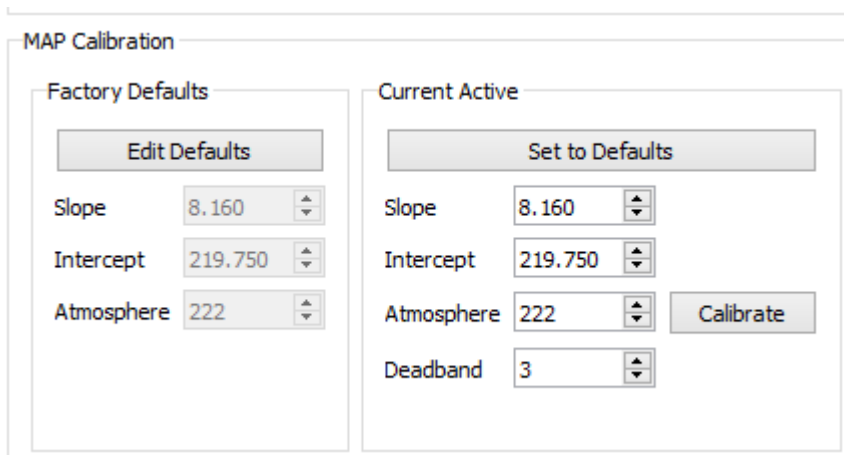 MAP Calibration
Factory Defaults
Edit Defaults
Slope 8.160
Intercept 219.750
Atmosphere 222
Current Active
Set to Defaults
Slope 8.160
Intercept 219.750
Atmosphere 222 Calibrate
Deadband 3